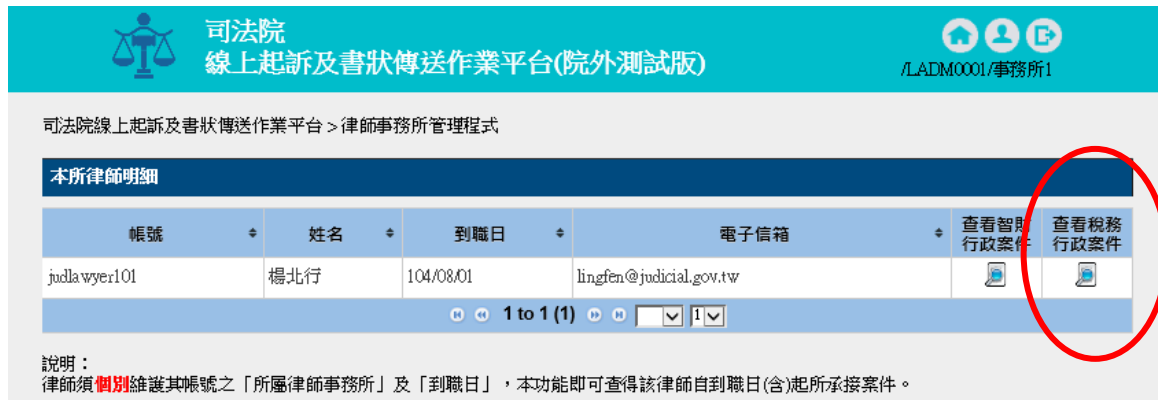 司法院
線上起訴及書狀傳送作業平台(院外測試版)
/LADM0001/事務所1
司法院線上起訴及書狀傳送作業平台>律師事務所管理程式
本所律師明細
帳號 姓名 到職日 電子信箱 查看智財行政案件 查看稅務行政案件
judlawyer101 楊北行 104/08/01 lingfen@judicial.gov.tw
1 to 1 (1) 1
說明：
律師須個別維護其帳號之「所屬律師事務所」及「到職日」，本功能即可查得該律師自到職日(含)起所承接案件。